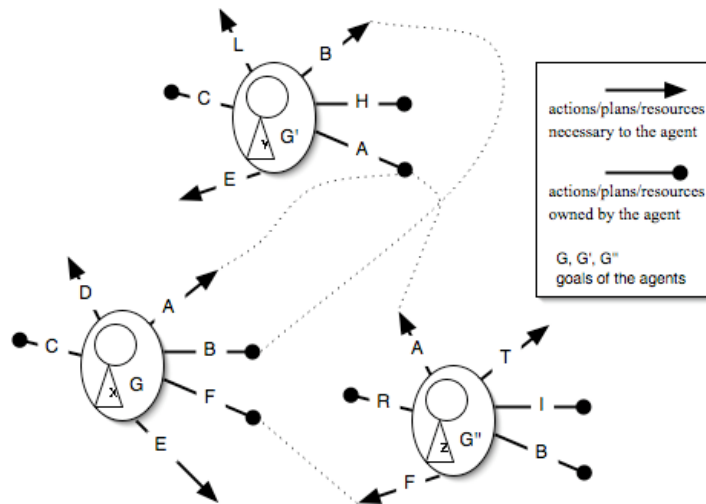 L
B
C
H
Y
G'
A
E
actions/plans/resources
necessary to the agent
actions/plans/resources
owned by the agent
G, G', G"
goals of the agents
D
A
C
B
X
G
F
E
A
T
R
I
Z
G"
B
F